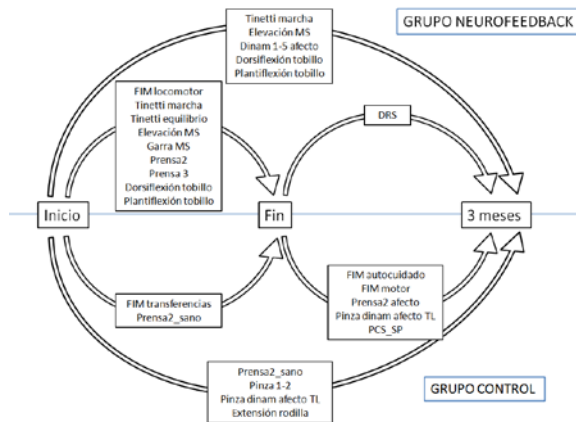 GRUPO NEUROFEEDBACK
Tinetti marcha
Elevación MS
Dinam 1-5 afecto
Dorsiflexión tobillo
Plantiflexión tobillo
FIM locomotor
Tinetti marcha
Tinetti equilibrio
Elevación MS
Garra MS
Prensa2
Prensa 3
Dorsiflexión tobillo
Plantiflexión tobillo
DRS
Inicio
Fin
3 meses
FIM transferencias
Prensa2_sano
FIM autocuidado
FIM motor
Prensa2 afecto
Pinza dinam afecto TL
PCS_SP
Prensa2_sano
Pinza 1-2
Pinza dinam afecto TL
Extensión rodilla
GRUPO CONTROL